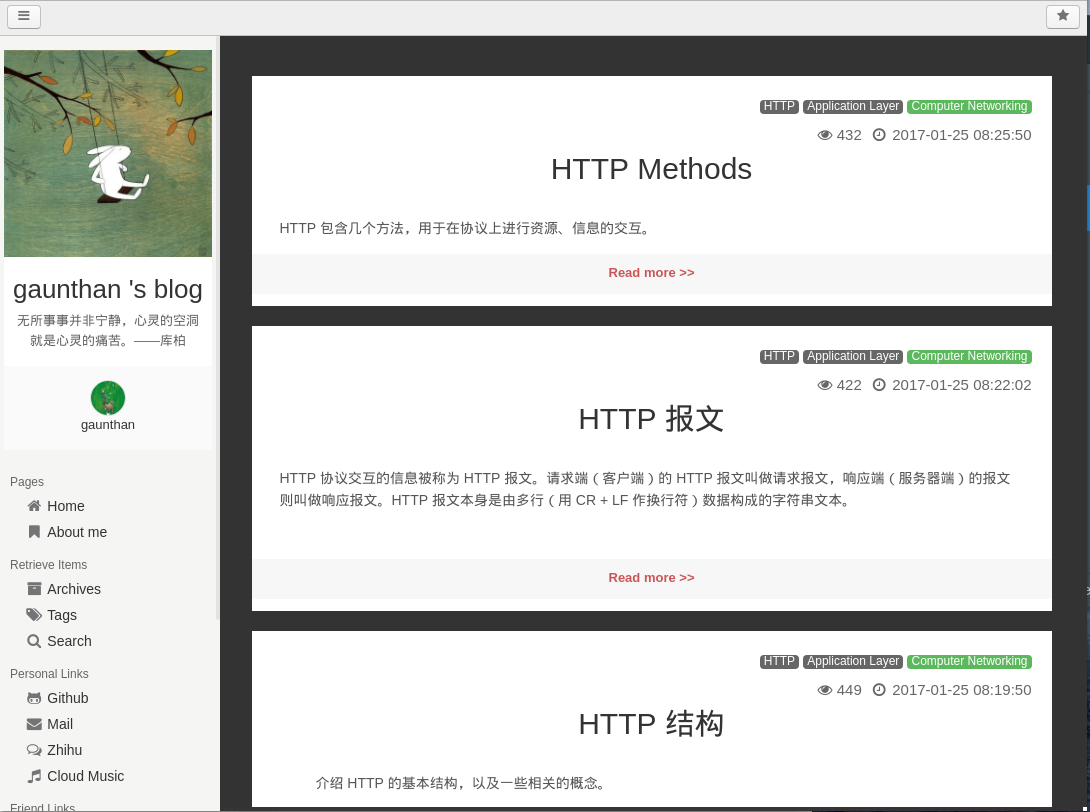 gaunthan 's blog
无所事事并非宁静，心灵的空洞
就是心灵的痛苦。——库柏
gaunthan
Pages
Home
About me
Retrieve Items
Archives
Tags
Search
Personal Links
Github
Mail
Zhihu
Cloud Music
Friend Links
HTTP Application Layer Computer Networking
432 2017-01-25 08:25:50
HTTP Methods
HTTP 包含几个方法，用于在协议上进行资源、信息的交互。
Read more >>
HTTP Application Layer Computer Networking
422 2017-01-25 08:22:02
HTTP 报文
HTTP 协议交互的信息被称为 HTTP 报文。请求端（客户端）的 HTTP 报文叫做请求报文，响应端（服务器端）的报文
则叫做响应报文。HTTP 报文本身是由多行（用 CR + LF 作换行符）数据构成的字符串文本。
Read more >>
HTTP Application Layer Computer Networking
449 2017-01-25 08:19:50
HTTP 结构
介绍 HTTP 的基本结构，以及一些相关的概念。